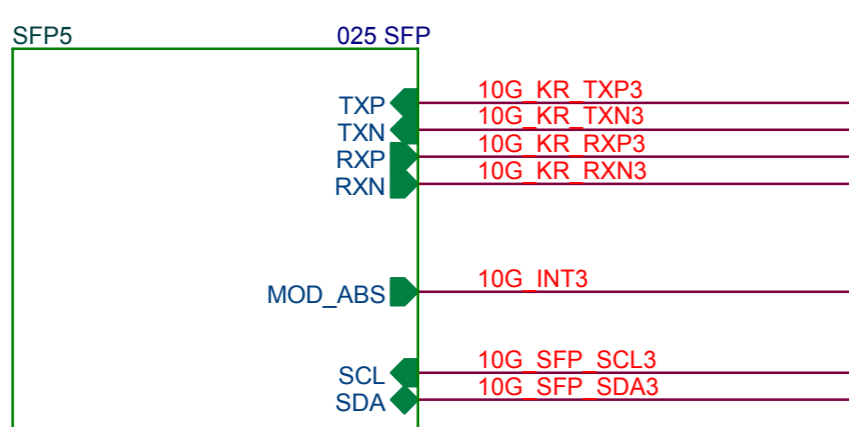 SFP5 025 SFP
TXP 10G_KR_TXP3
TXN 10G_KR_TXN3
RXP 10G_KR_RXP3
RXN 10G_KR_RXN3
MOD_ABS 10G_INT3
SCL 10G_SFP_SCL3
SDA 10G_SFP_SDA3